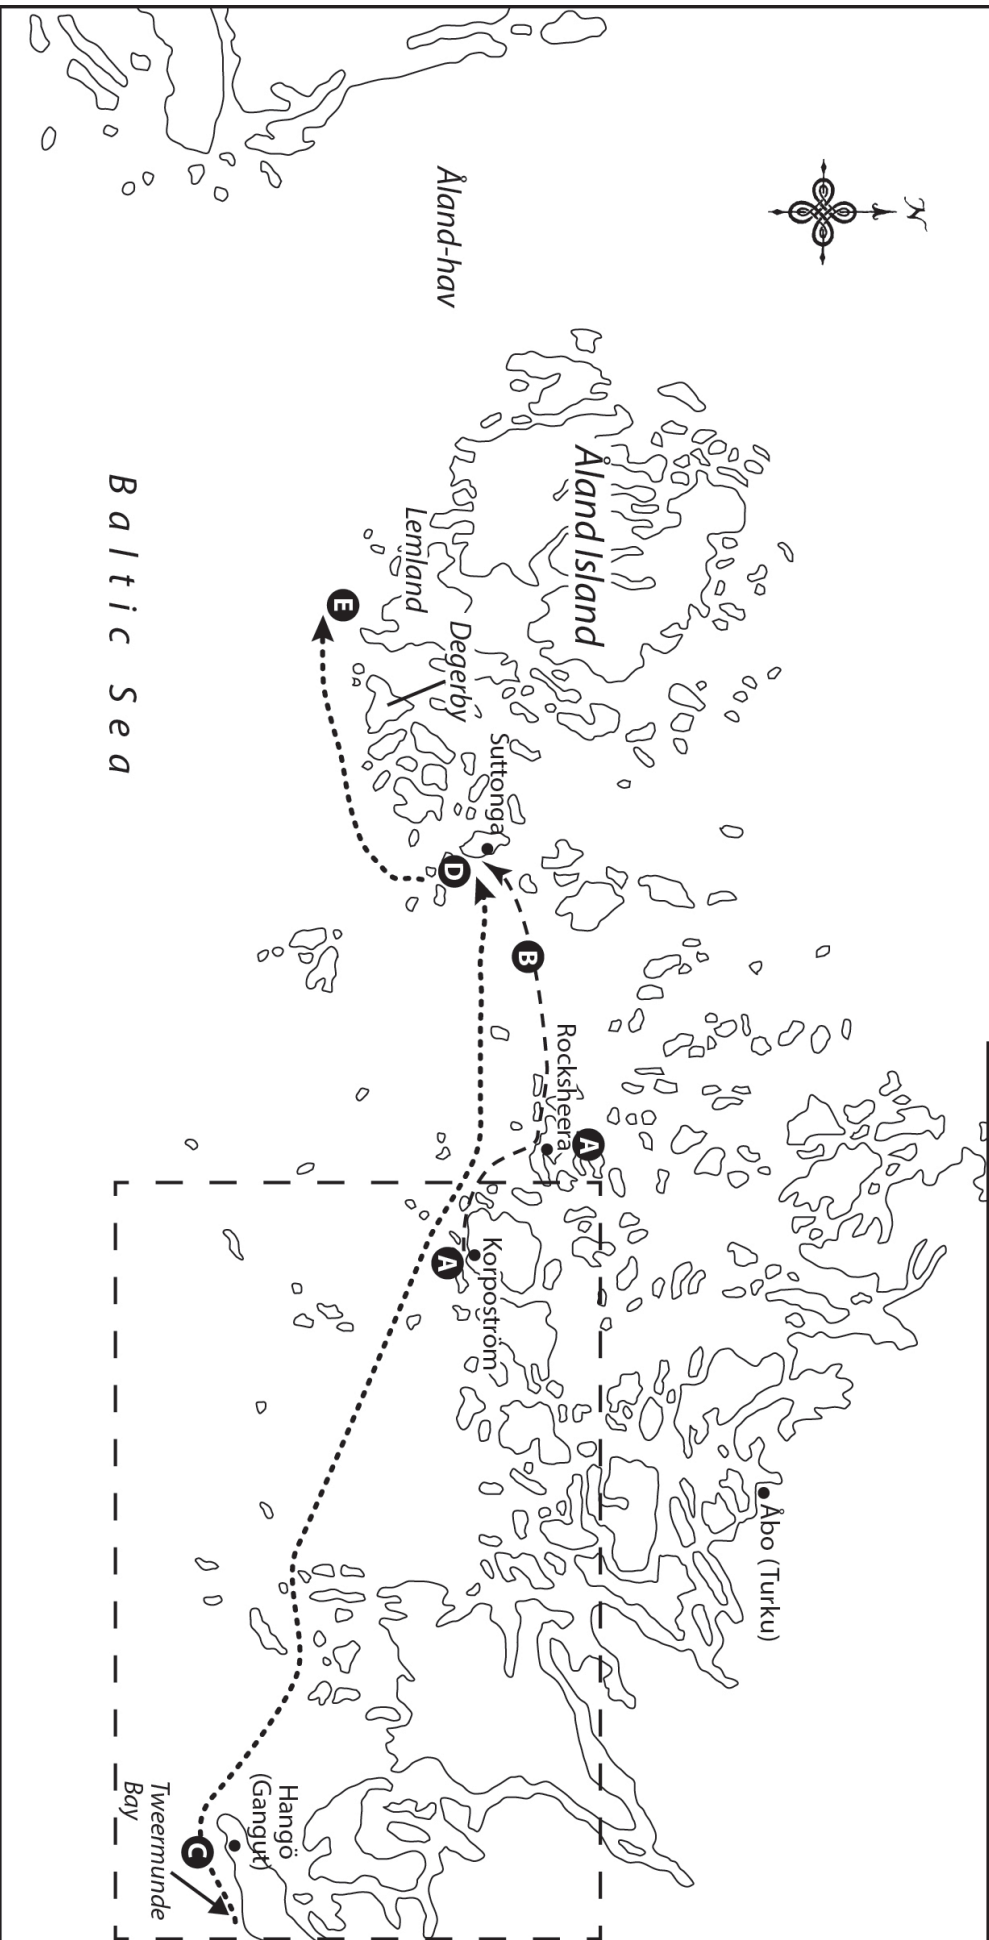 N
Åland-hav
Åland Island
Lemland
Degerby
Suttonga
Baltic Sea
E
D
B
Rocksheera
A
Korpoström
A
Åbo (Turku)
Hangö
(Gangut)
C
Tweermunde
Bay